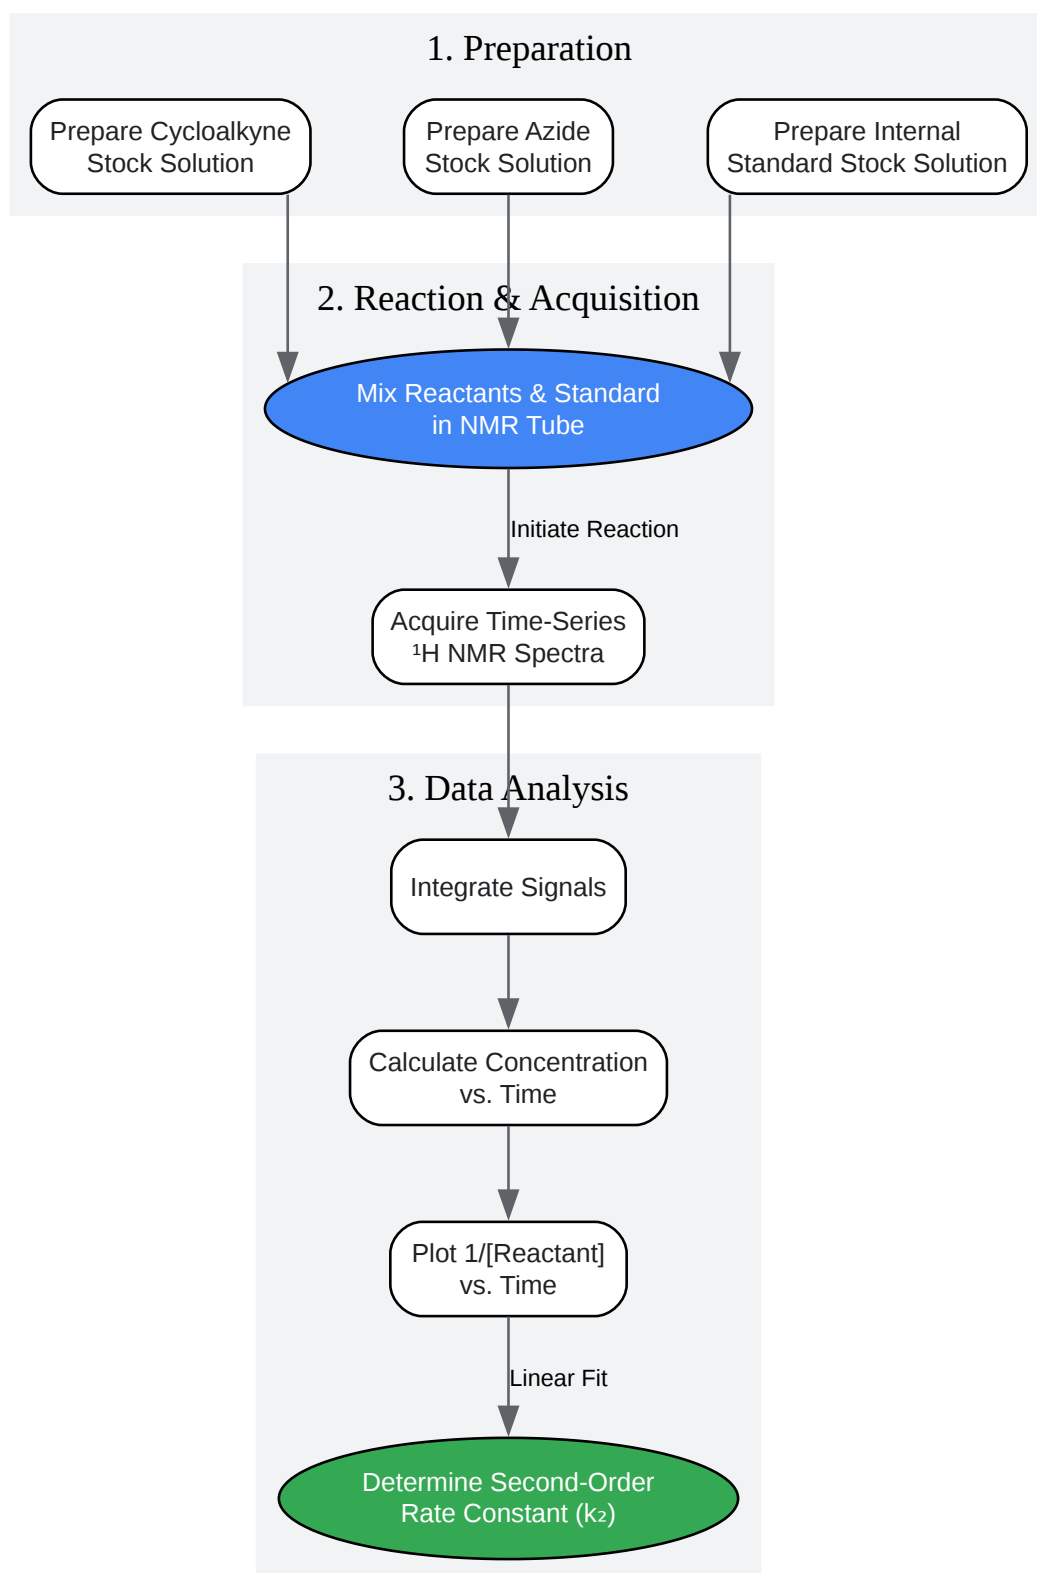 1. Preparation
Prepare Cycloalkyne
Stock Solution
Prepare Azide
Stock Solution
Prepare Internal
Standard Stock Solution
2. Reaction & Acquisition
Mix Reactants & Standard
in NMR Tube
Initiate Reaction
Acquire Time-Series
¹H NMR Spectra
3. Data Analysis
Integrate Signals
Calculate Concentration
vs. Time
Plot 1/[Reactant]
vs. Time
Linear Fit
Determine Second-Order
Rate Constant (k₂)